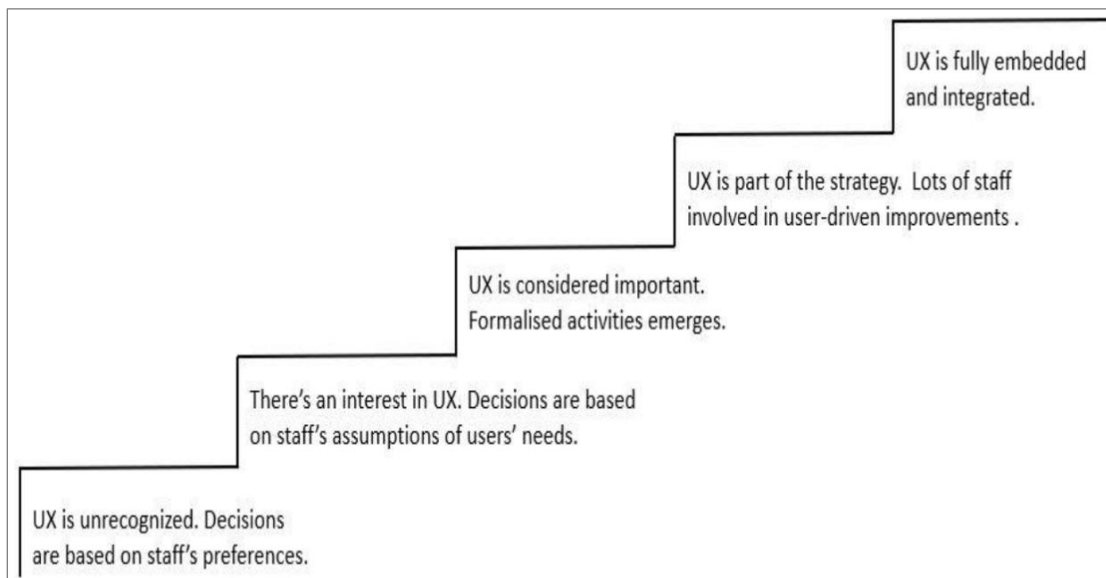 UX is fully embedded
and integrated.
UX is part of the strategy. Lots of staff
involved in user-driven improvements .
UX is considered important.
Formalised activities emerges.
There's an interest in UX. Decisions are based
on staff's assumptions of users' needs.
UX is unrecognized. Decisions
are based on staff's preferences.